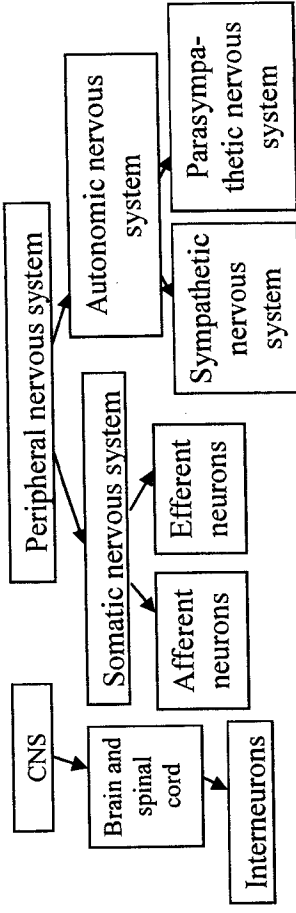 CNS
Brain and
spinal
cord
Interneurons
Peripheral nervous system
Somatic nervous system
Afferent
neurons
Efferent
neurons
Autonomic nervous
system
Sympathetic
nervous
system
Parasympa-
thetic nervous
system